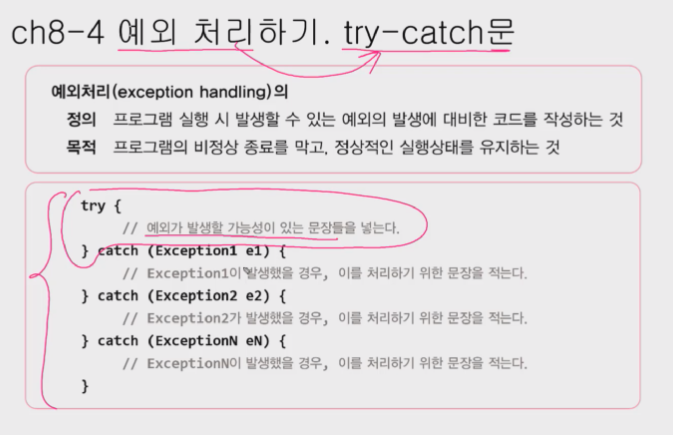 ch8-4 예외 처리하기. try-catch문
예외처리(exception handling)의
정의 프로그램 실행 시 발생할 수 있는 예외의 발생에 대비한 코드를 작성하는 것
목적 프로그램의 비정상 종료를 막고, 정상적인 실행상태를 유지하는 것
try {
// 예외가 발생할 가능성이 있는 문장들을 넣는다.
} catch (Exception1 e1) {
// Exception1이 발생했을 경우, 이를 처리하기 위한 문장을 적는다.
} catch (Exception2 e2) {
// Exception2가 발생했을 경우, 이를 처리하기 위한 문장을 적는다.
} catch (ExceptionN eN) {
// ExceptionN이 발생했을 경우, 이를 처리하기 위한 문장을 적는다.
}